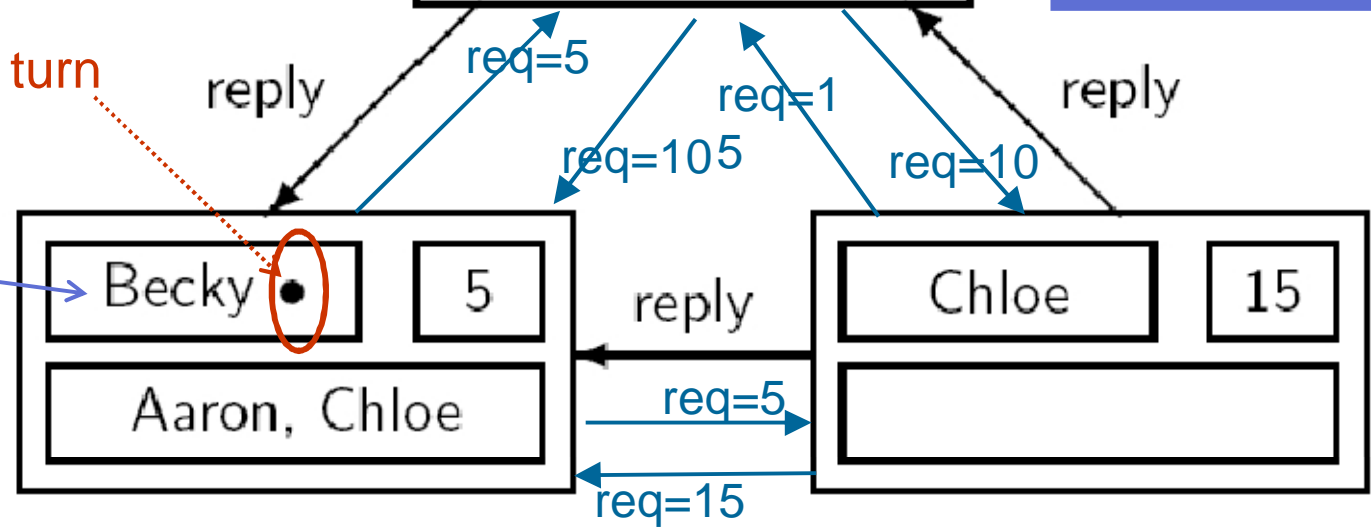 req=5
turn
reply
req=1
reply
req=105
req=10
Becky
5
Chloe
15
reply
Aaron, Chloe
req=5
req=15